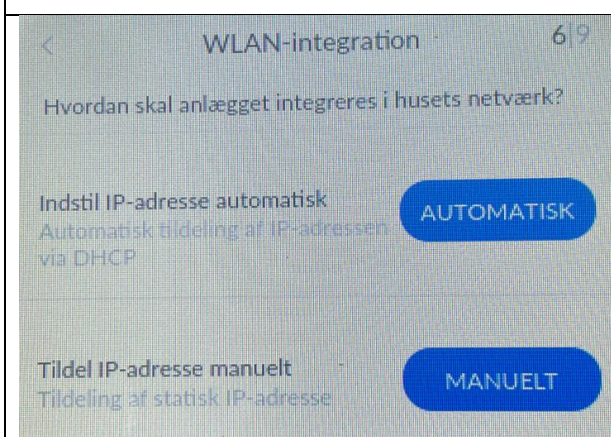 WLAN-integration
6|9
Hvordan skal anlægget integreres i husets netværk?
Indstil IP-adresse automatisk
AUTOMATISK
Automatisk tildeling af IP-adressen
via DHCP
Tildel IP-adresse manuelt
MANUELT
Tildeling af statisk IP-adresse